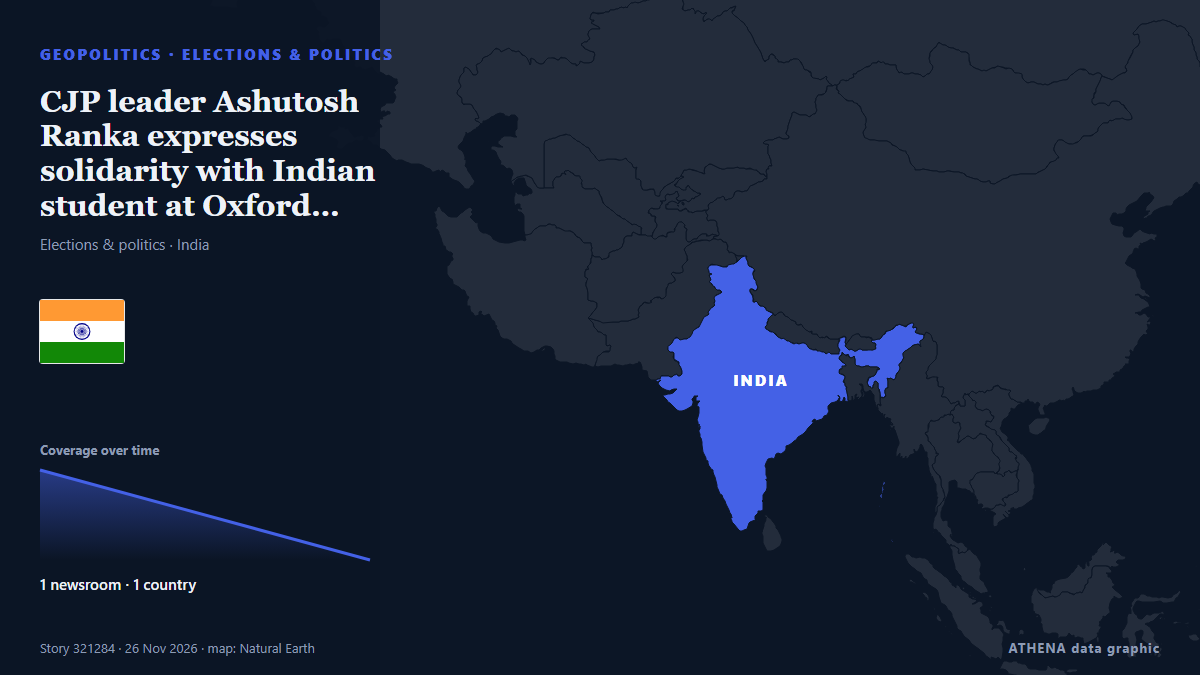 GEOPOLITICS · ELECTIONS & POLITICS
CJP leader Ashutosh
Ranka expresses
solidarity with Indian
student at Oxford...
Elections & politics · India
INDIA
Coverage over time
1 newsroom · 1 country
Story 321284 · 26 Nov 2026 · map: Natural Earth
ATHENA data graphic